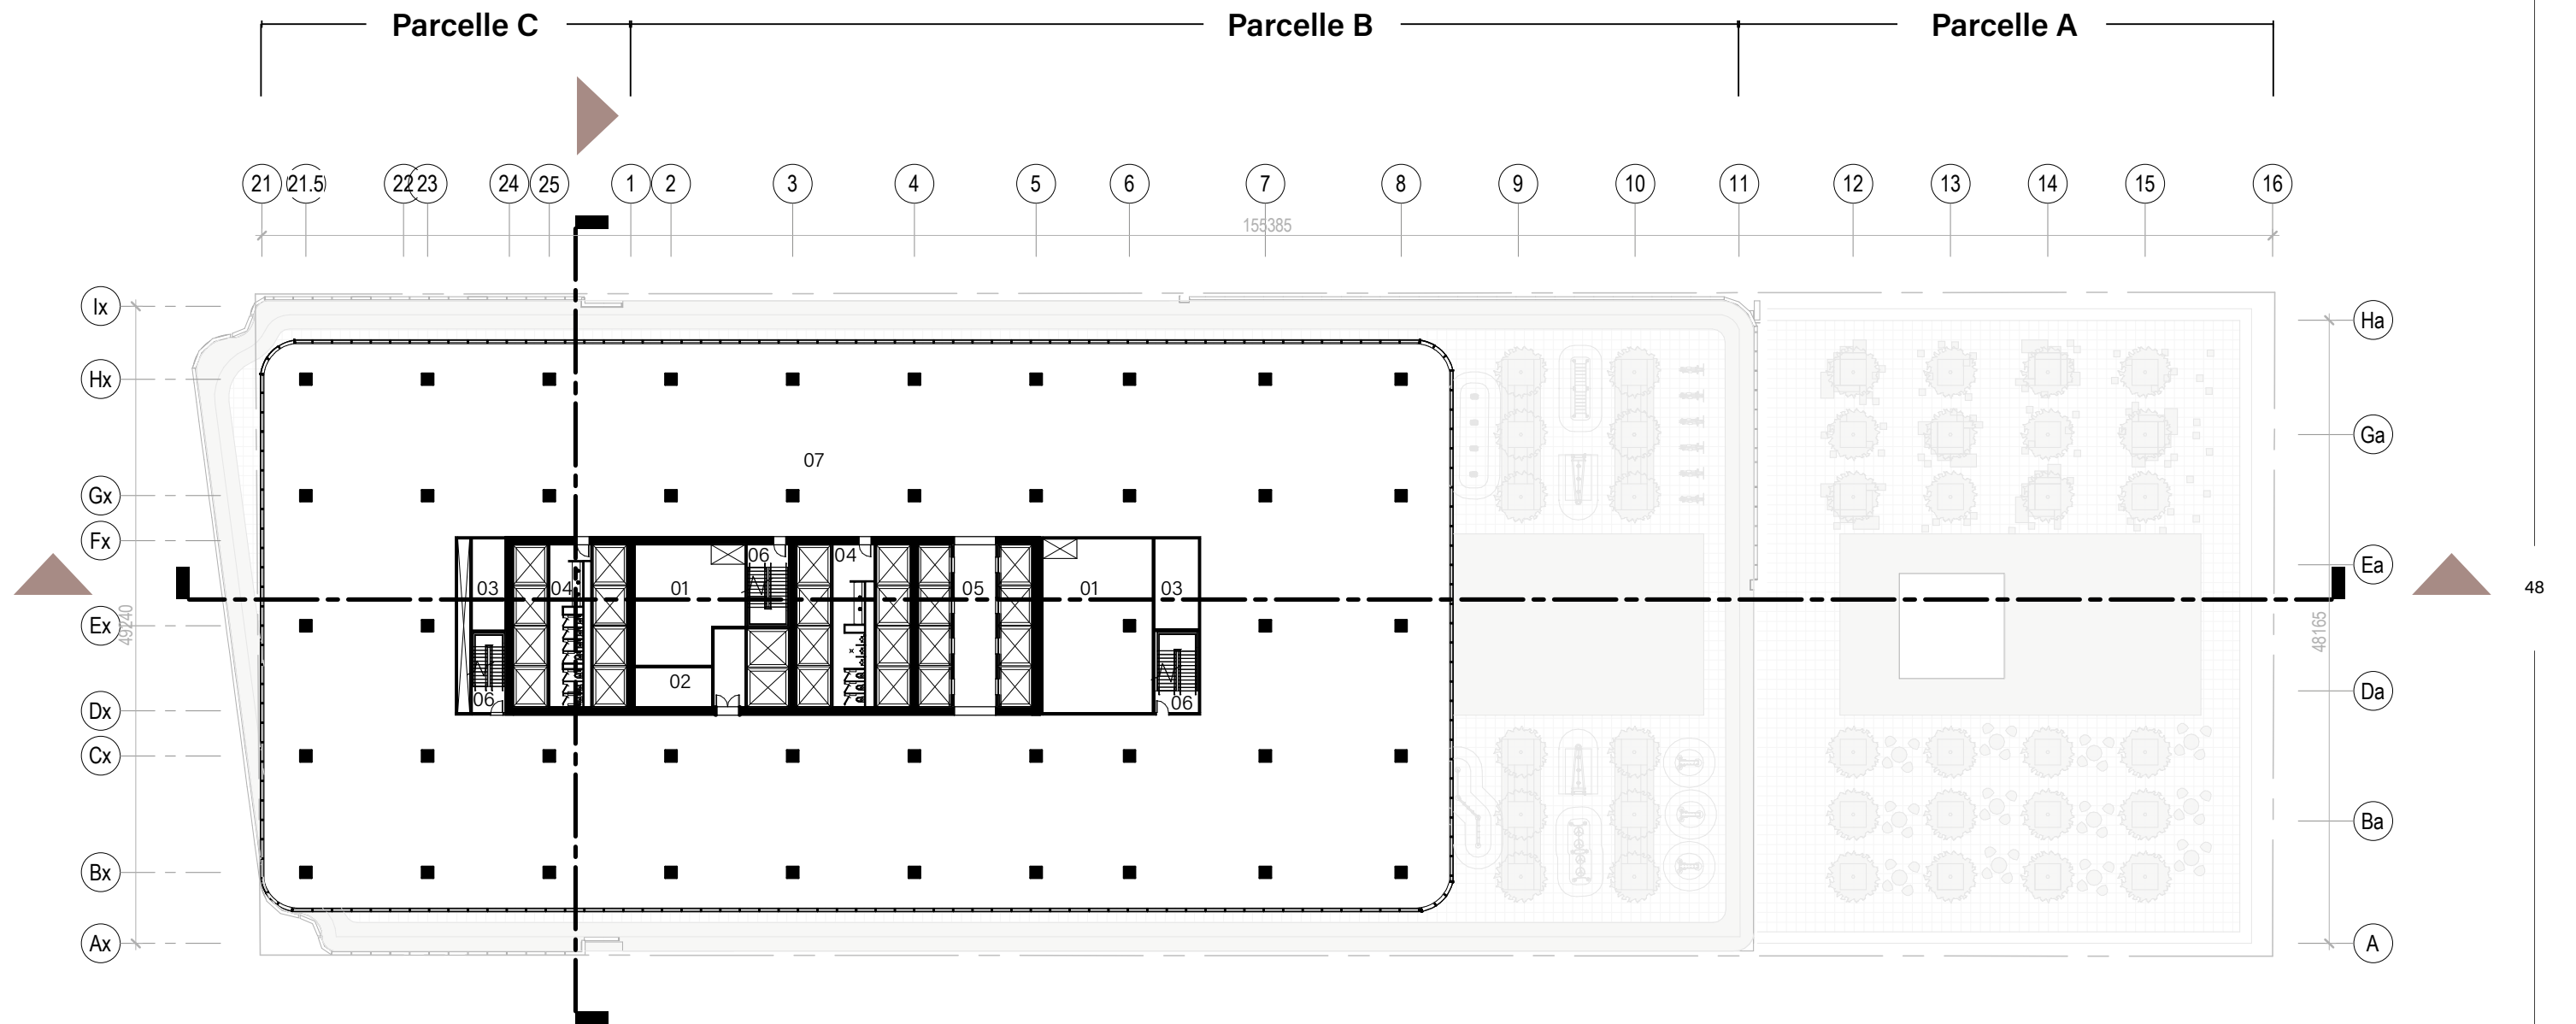 Parcelle C Parcelle B Parcelle A
21 21.5 22 23 24 25 1 2 3 4 5 6 7 8 9 10 11 12 13 14 15 16
155385
Ix Ha
Hx
Ga
07
Gx
Fx
06 04
Ea
03 04 01 05 01 03
48
Ex
49240 48165
02
Da
06 06
Dx
Cx
Ba
Bx
Ax A